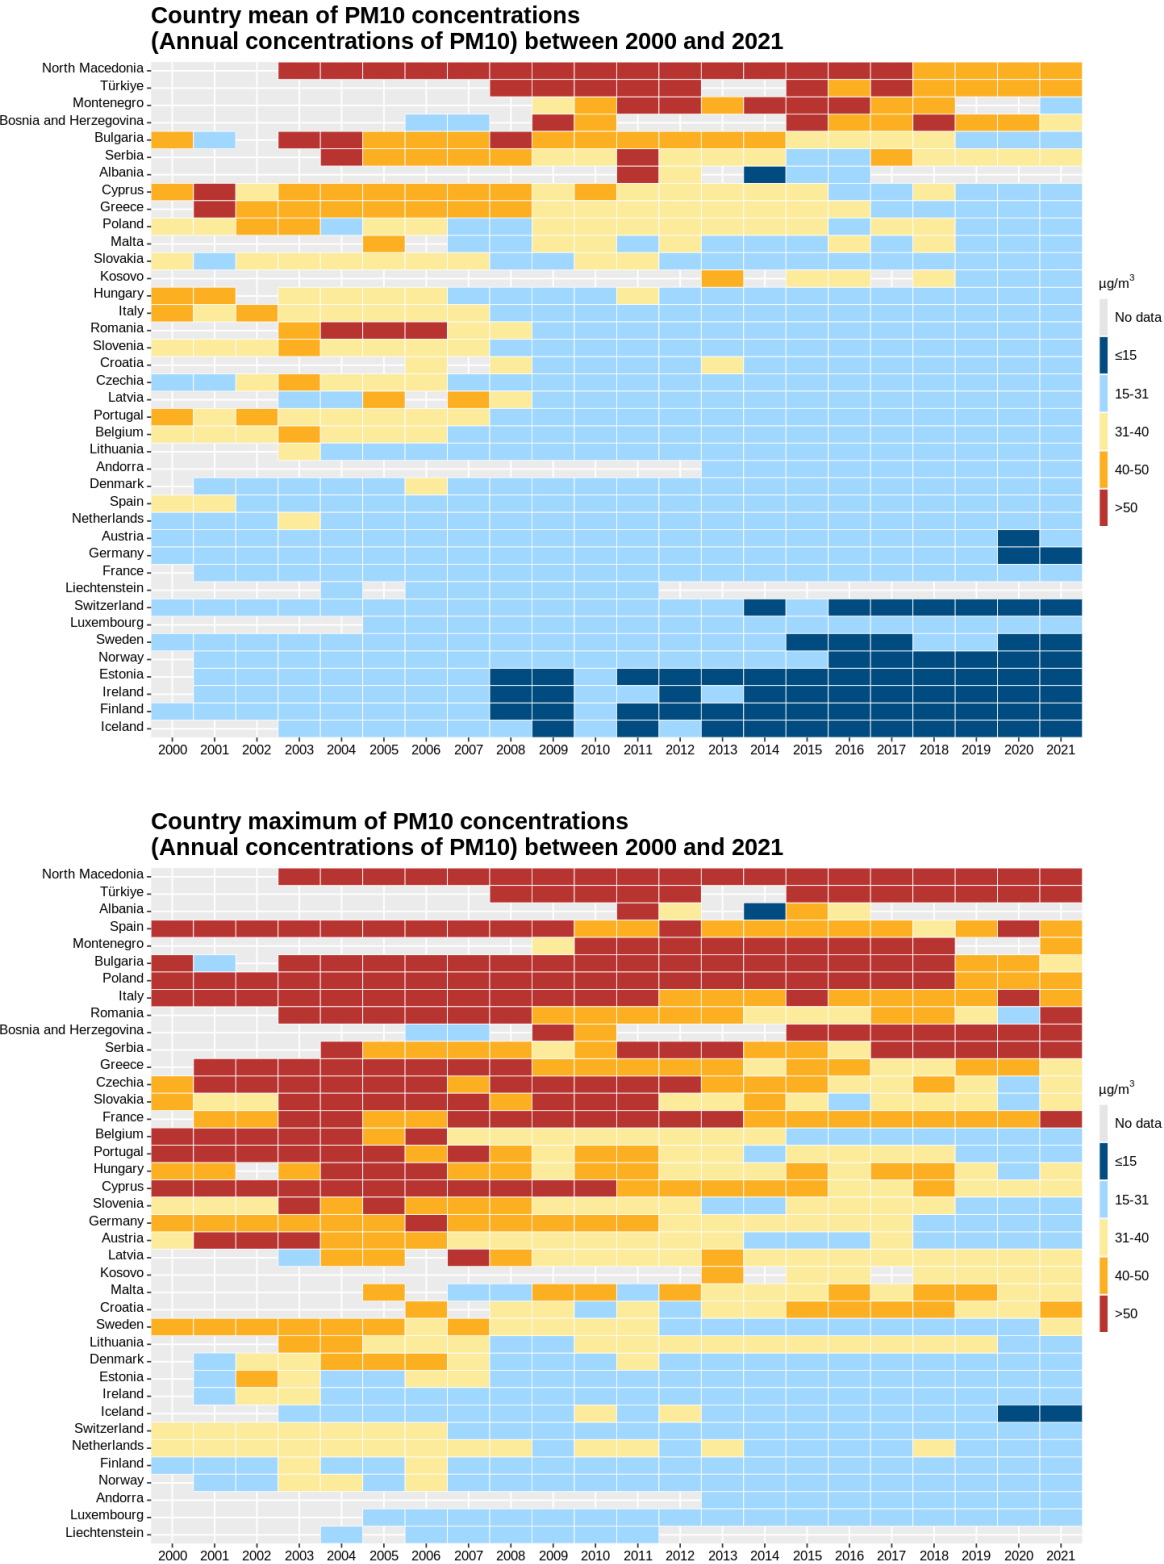 Country mean of PM10 concentrations
(Annual concentrations of PM10) between 2000 and 2021
North Macedonia
Türkiye
Montenegro
Bosnia and Herzegovina
Bulgaria
Serbia
Albania
Cyprus
Greece
Poland
Malta
Slovakia
Kosovo
Hungary
Italy
Romania
Slovenia
Croatia
Czechia
Latvia
Portugal
Belgium
Lithuania
Andorra
Denmark
Spain
Netherlands
Austria
Germany
France
Liechtenstein
Switzerland
Luxembourg
Sweden
Norway
Estonia
Ireland
Finland
Iceland
2000 2001 2002 2003 2004 2005 2006 2007 2008 2009 2010 2011 2012 2013 2014 2015 2016 2017 2018 2019 2020 2021
µg/m³
No data
≤15
15-31
31-40
40-50
>50
Country maximum of PM10 concentrations
(Annual concentrations of PM10) between 2000 and 2021
North Macedonia
Türkiye
Albania
Spain
Montenegro
Bulgaria
Poland
Italy
Romania
Bosnia and Herzegovina
Serbia
Greece
Czechia
Slovakia
France
Belgium
Portugal
Hungary
Cyprus
Slovenia
Germany
Austria
Latvia
Kosovo
Malta
Croatia
Sweden
Lithuania
Denmark
Estonia
Ireland
Iceland
Switzerland
Netherlands
Finland
Norway
Andorra
Luxembourg
Liechtenstein
2000 2001 2002 2003 2004 2005 2006 2007 2008 2009 2010 2011 2012 2013 2014 2015 2016 2017 2018 2019 2020 2021
µg/m³
No data
≤15
15-31
31-40
40-50
>50